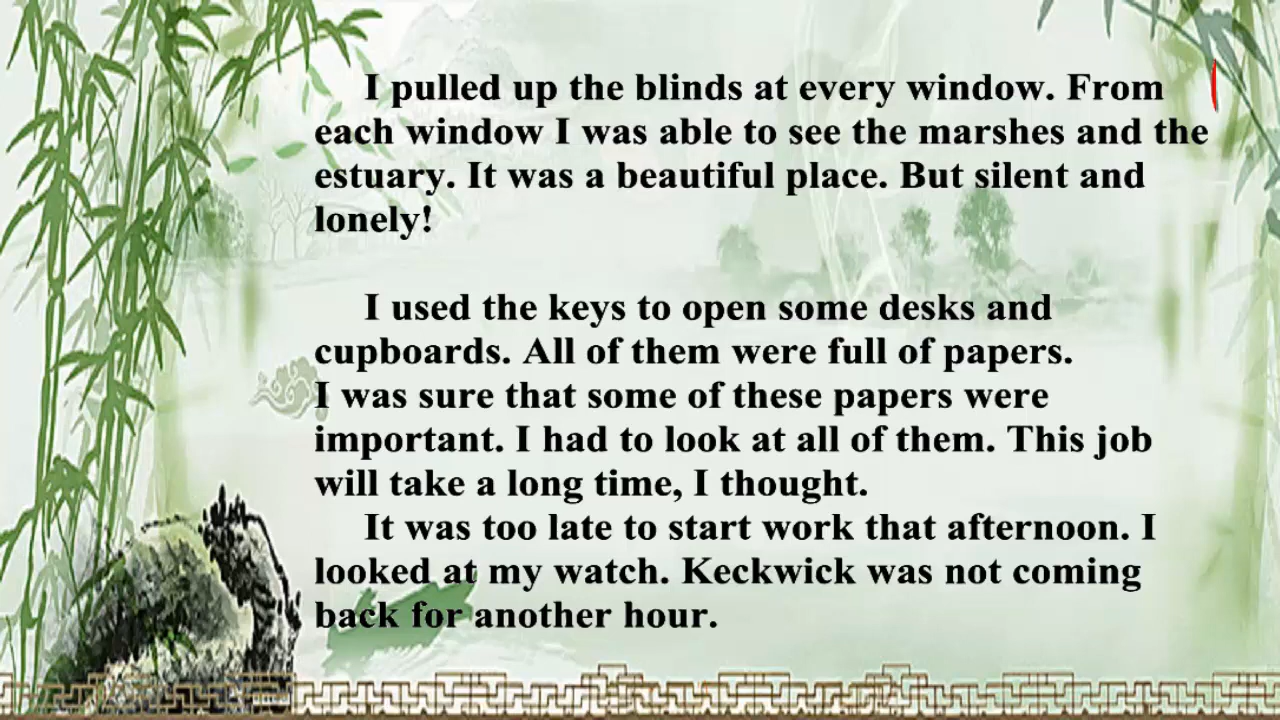 I pulled up the blinds at every window. From
each window I was able to see the marshes and the
estuary. It was a beautiful place. But silent and
lonely!
I used the keys to open some desks and
cupboards. All of them were full of papers.
I was sure that some of these papers were
important. I had to look at all of them. This job
will take a long time, I thought.
It was too late to start work that afternoon. I
looked at my watch. Keckwick was not coming
back for another hour.